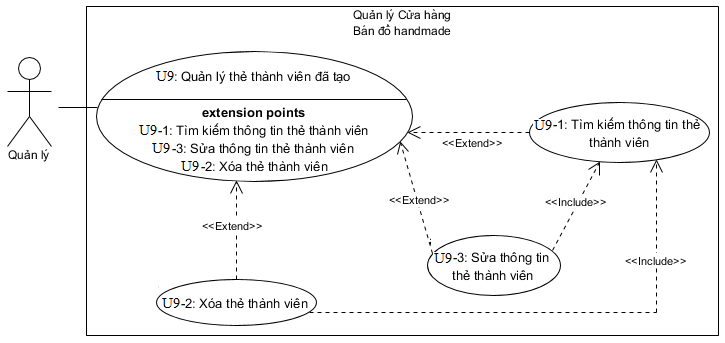 Quản lý Cửa hàng
Bán đồ handmade
U9: Quản lý thẻ thành viên đã tạo
extension points
U9-1: Tìm kiếm thông tin thẻ thành viên
U9-3: Sửa thông tin thẻ thành viên
U9-2: Xóa thẻ thành viên
Quản lý
U9-1: Tìm kiếm thông tin thẻ
thành viên
<<Extend>>
<<Extend>>
<<Include>>
<<Extend>>
U9-3: Sửa thông tin
thẻ thành viên
<<Include>>
U9-2: Xóa thẻ thành viên